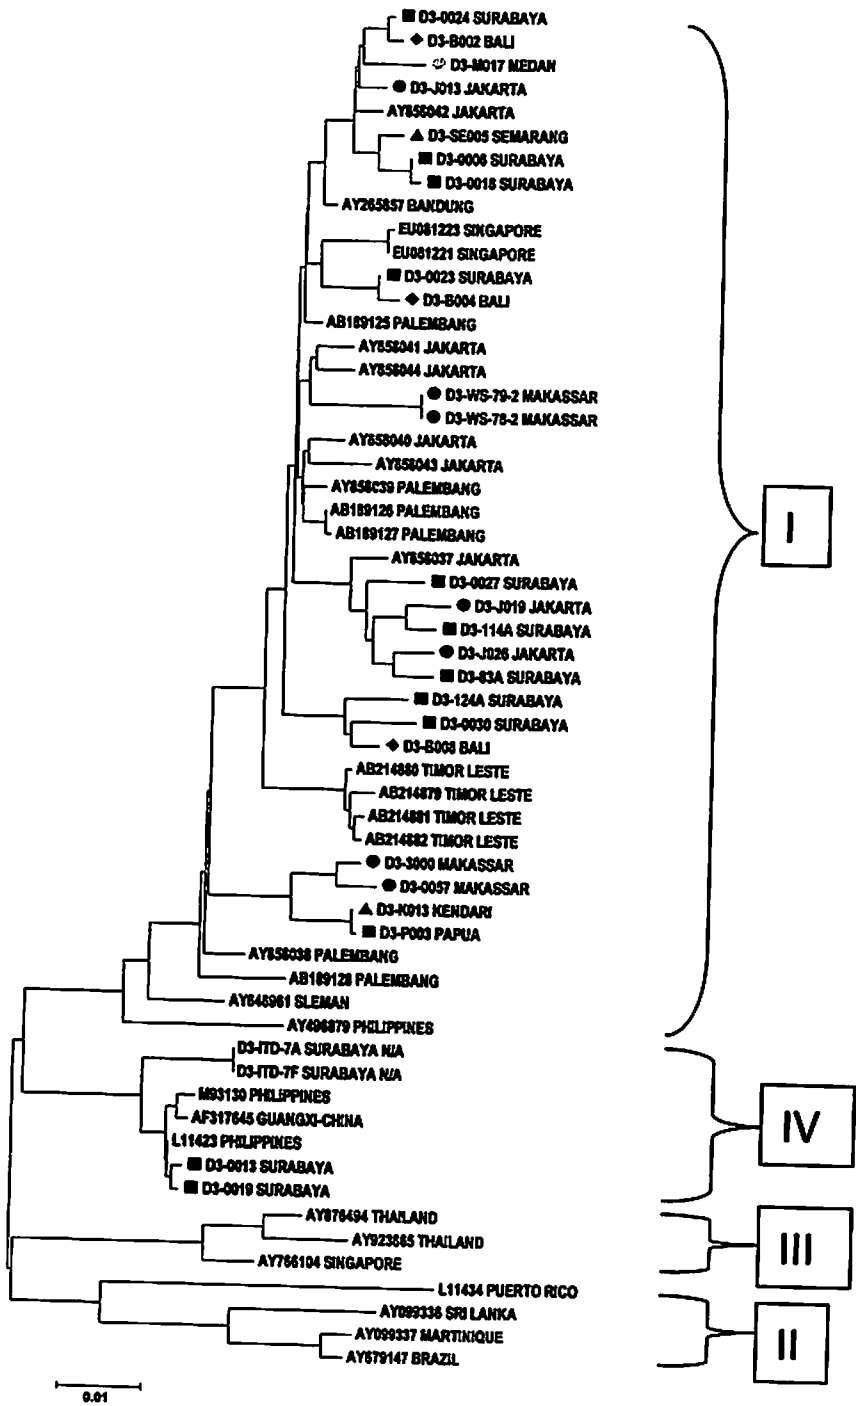 D3-0024 SURABAYA
D3-B002 BALI
D3-M017 MEDAN
D3-J013 JAKARTA
AY858042 JAKARTA
D3-SE005 SEMARANG
D3-0006 SURABAYA
D3-0018 SURABAYA
AY265857 BANDUNG
EU081223 SINGAPORE
EU081221 SINGAPORE
D3-0023 SURABAYA
D3-B004 BALI
AB189125 PALEMBANG
AY858041 JAKARTA
AY858044 JAKARTA
D3-WS-79-2 MAKASSAR
D3-WS-78-2 MAKASSAR
AY858040 JAKARTA
AY858043 JAKARTA
AY858039 PALEMBANG
AB189126 PALEMBANG
AB189127 PALEMBANG
I
AY858037 JAKARTA
D3-0027 SURABAYA
D3-J019 JAKARTA
D3-114A SURABAYA
D3-J026 JAKARTA
D3-83A SURABAYA
D3-124A SURABAYA
D3-0030 SURABAYA
D3-B008 BALI
AB214880 TIMOR LESTE
AB214879 TIMOR LESTE
AB214881 TIMOR LESTE
AB214882 TIMOR LESTE
D3-3000 MAKASSAR
D3-0057 MAKASSAR
D3-K013 KENDARI
D3-P003 PAPUA
AY858038 PALEMBANG
AB189128 PALEMBANG
AY648961 SLEMAN
AY496879 PHILIPPINES
D3-ITD-7A SURABAYA N/A
D3-ITD-7F SURABAYA N/A
M93130 PHILIPPINES
AF317645 GUANGXI-CHINA
IV
L11423 PHILIPPINES
D3-0013 SURABAYA
D3-0019 SURABAYA
AY876494 THAILAND
AY923865 THAILAND
III
AY766104 SINGAPORE
L11434 PUERTO RICO
AY099336 SRI LANKA
AY099337 MARTINIQUE
II
AY679147 BRAZIL
0.01